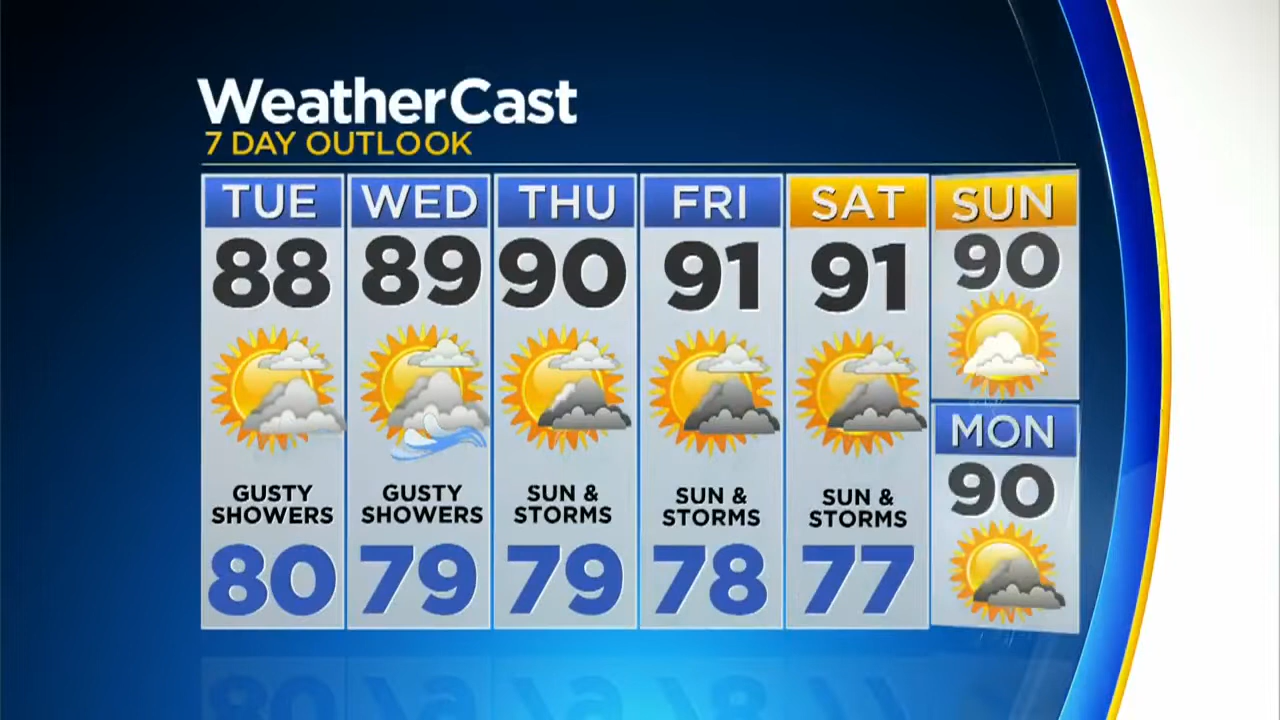 WeatherCast
7 DAY OUTLOOK
TUE
88
GUSTY
SHOWERS
80
WED
89
GUSTY
SHOWERS
79
THU
90
SUN &
STORMS
79
FRI
91
SUN &
STORMS
78
SAT
91
SUN &
STORMS
77
SUN
90
MON
90